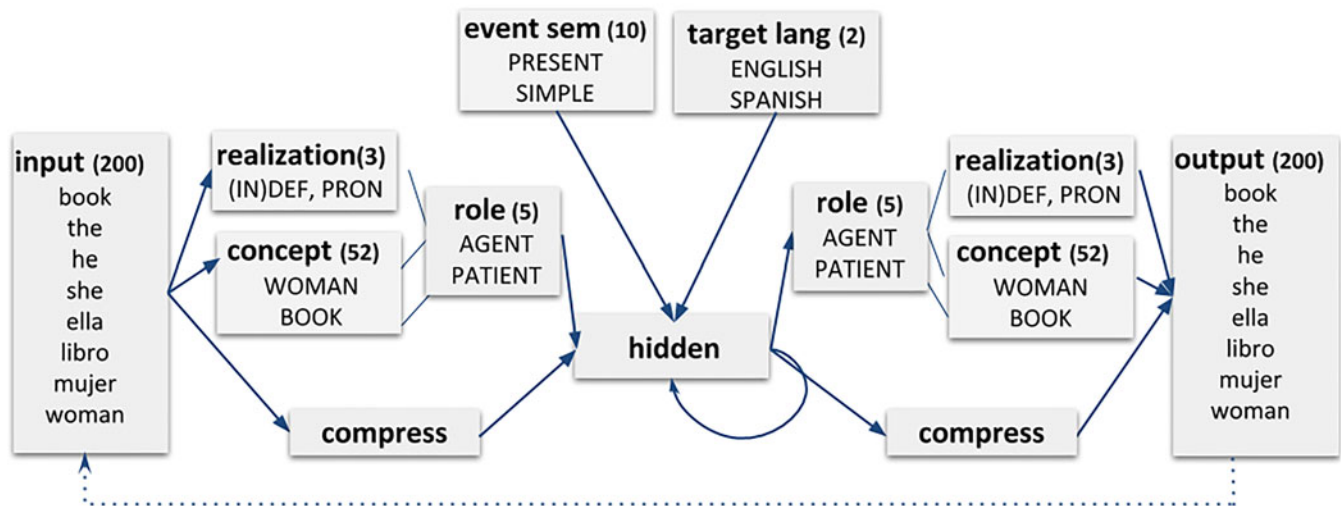 event sem (10)
PRESENT
SIMPLE
target lang (2)
ENGLISH
SPANISH
input (200)
book
the
he
she
ella
libro
mujer
woman
realization(3)
(IN)DEF, PRON
concept (52)
WOMAN
BOOK
role (5)
AGENT
PATIENT
compress
hidden
role (5)
AGENT
PATIENT
realization(3)
(IN)DEF, PRON
concept (52)
WOMAN
BOOK
compress
output (200)
book
the
he
she
ella
libro
mujer
woman